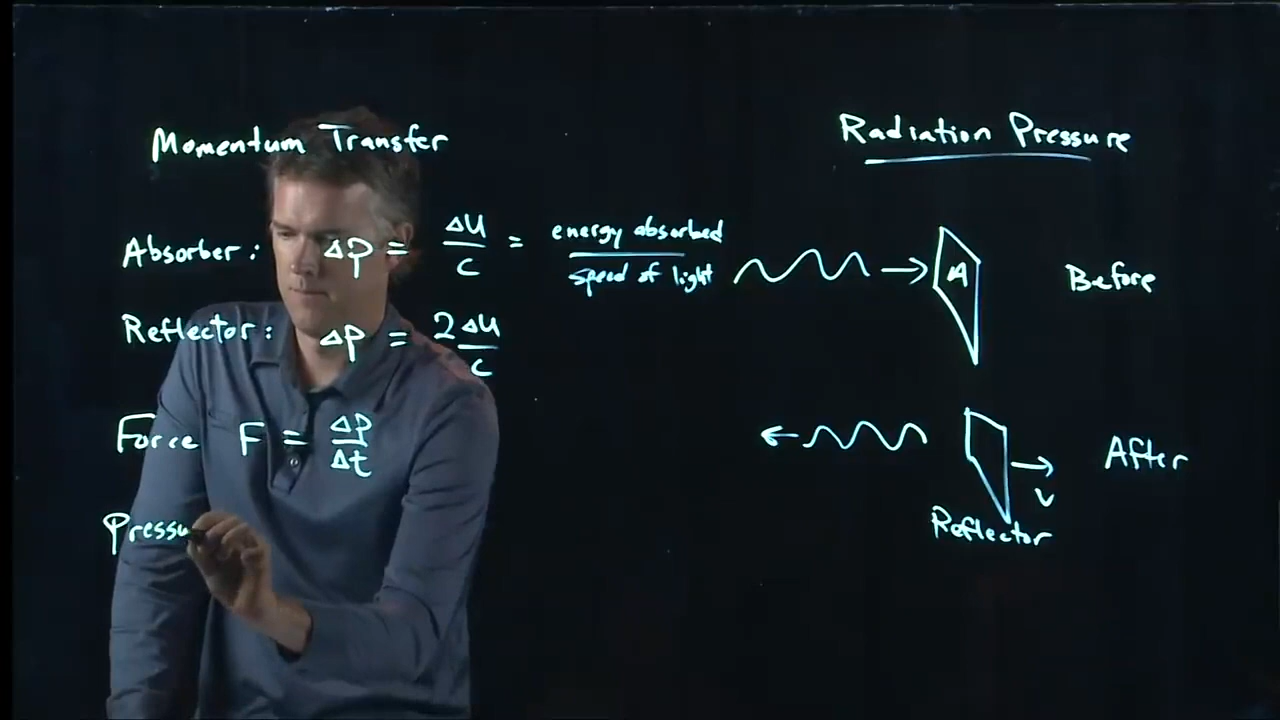 Momentum Transfer
Absorber: Δp = ΔU/c = energy absorbed/speed of light
Reflector: Δp = 2ΔU/c
Force F = Δp/Δt
Pressu
Radiation Pressure
A
Before
After
v
Reflector